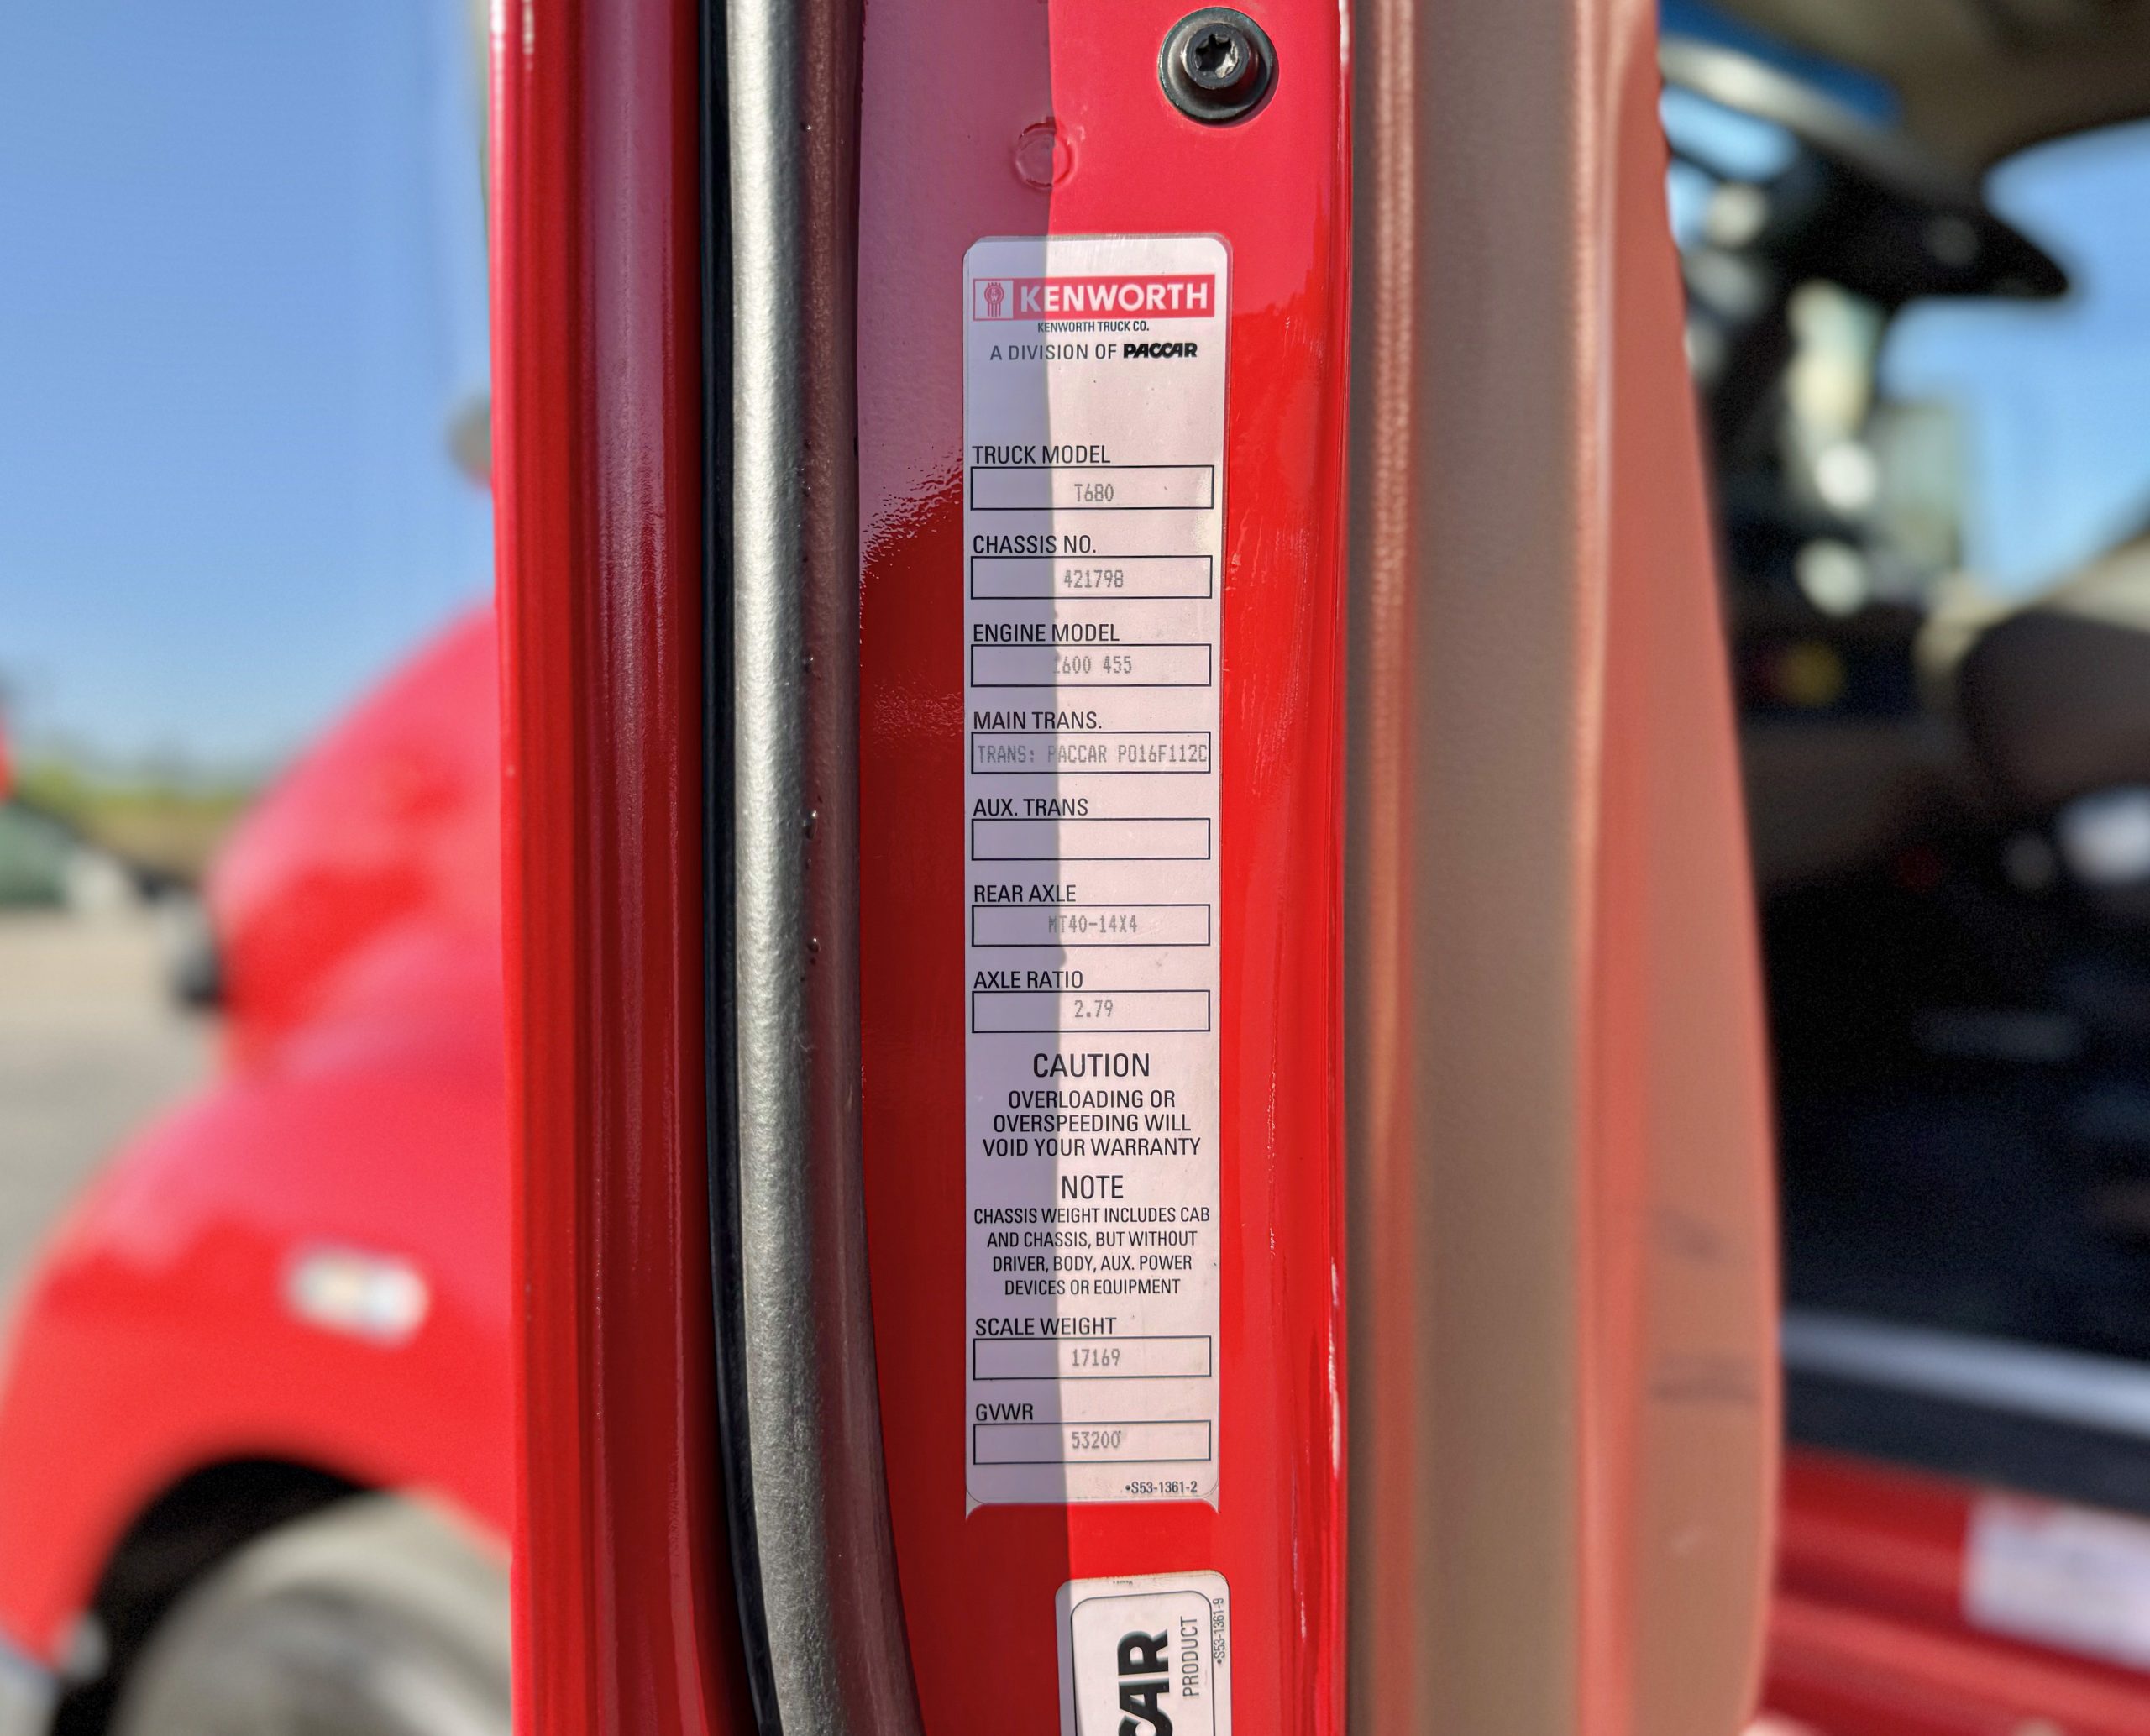 KENWORTH
KENWORTH TRUCK CO.
A DIVISION OF PACCAR
TRUCK MODEL
T680
CHASSIS NO.
421798
ENGINE MODEL
1600 455
MAIN TRANS.
TRANS: PACCAR PO16F112C
AUX. TRANS
REAR AXLE
MT40-14X4
AXLE RATIO
2.79
CAUTION
OVERLOADING OR
OVERSPEEDING WILL
VOID YOUR WARRANTY
NOTE
CHASSIS WEIGHT INCLUDES CAB
AND CHASSIS, BUT WITHOUT
DRIVER, BODY, AUX. POWER
DEVICES OR EQUIPMENT
SCALE WEIGHT
17169
GVWR
53200
•S53-1361-2
CAR
PRODUCT
•S53-1361-9